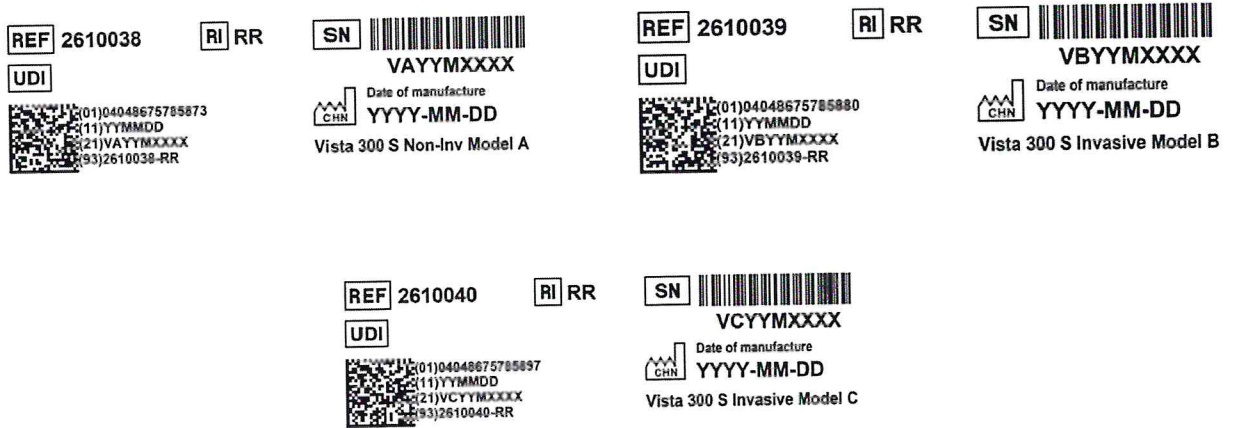 REF 2610038 RI RR
UDI
(01)04048675785873
(11)YYMMDD
(21)VAYYMXXXX
(93)2610038-RR
SN
VAYYMXXXX
Date of manufacture
CHN YYYY-MM-DD
Vista 300 S Non-Inv Model A
REF 2610039 RI RR
UDI
(01)04048675785880
(11)YYMMDD
(21)VBYYMXXXX
(93)2610039-RR
SN
VBYYMXXXX
Date of manufacture
CHN YYYY-MM-DD
Vista 300 S Invasive Model B
REF 2610040 RI RR
UDI
(01)04048675785897
(11)YYMMDD
(21)VCYYMXXXX
(93)2610040-RR
SN
VCYYMXXXX
Date of manufacture
CHN YYYY-MM-DD
Vista 300 S Invasive Model C